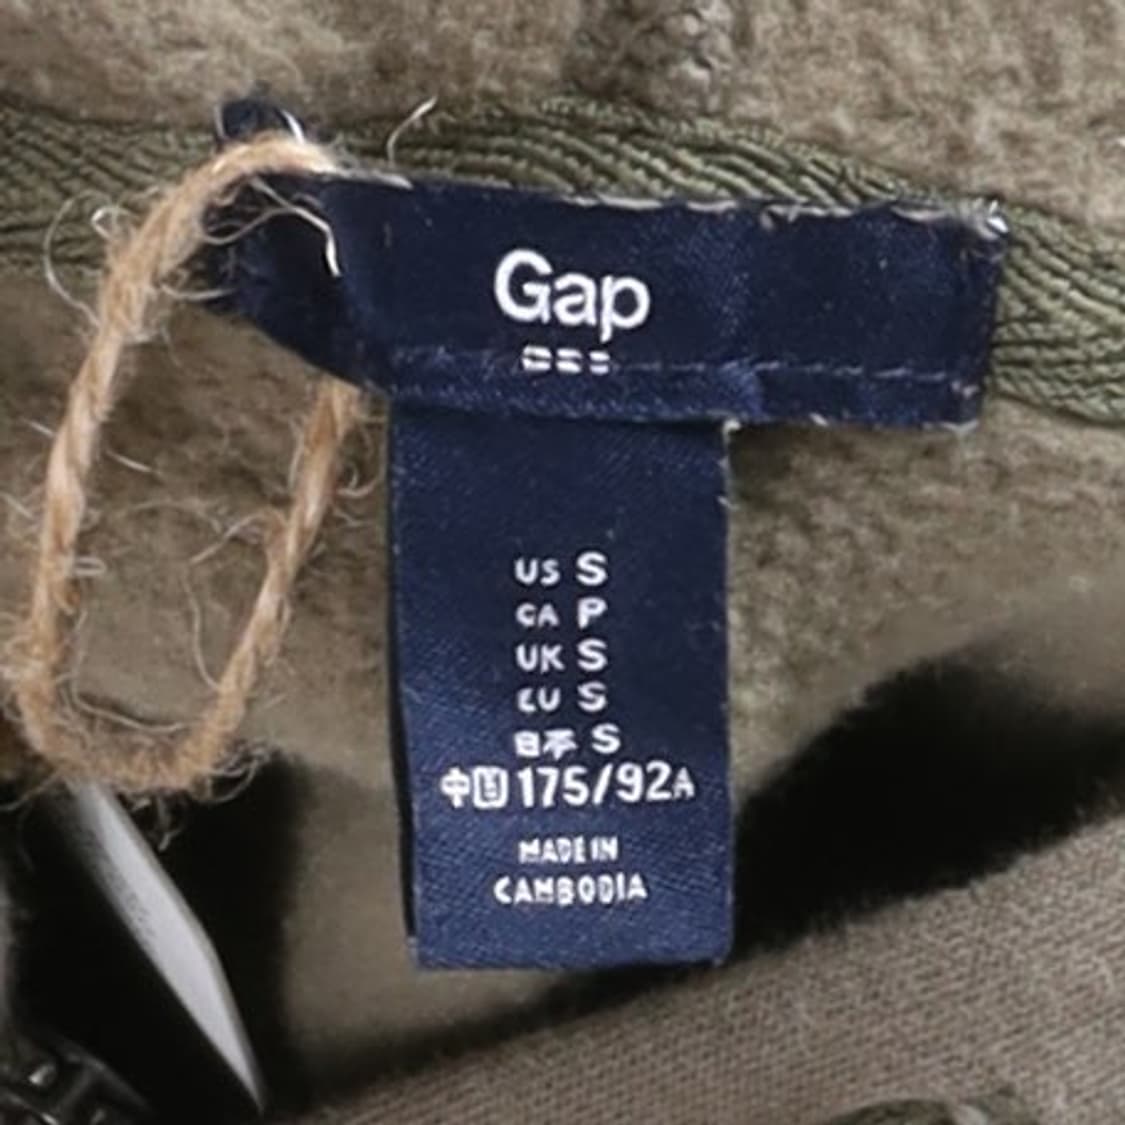 Gap
US S
CA P
UK S
EU S
日本 S
中国 175/92A
MADE IN
CAMBODIA